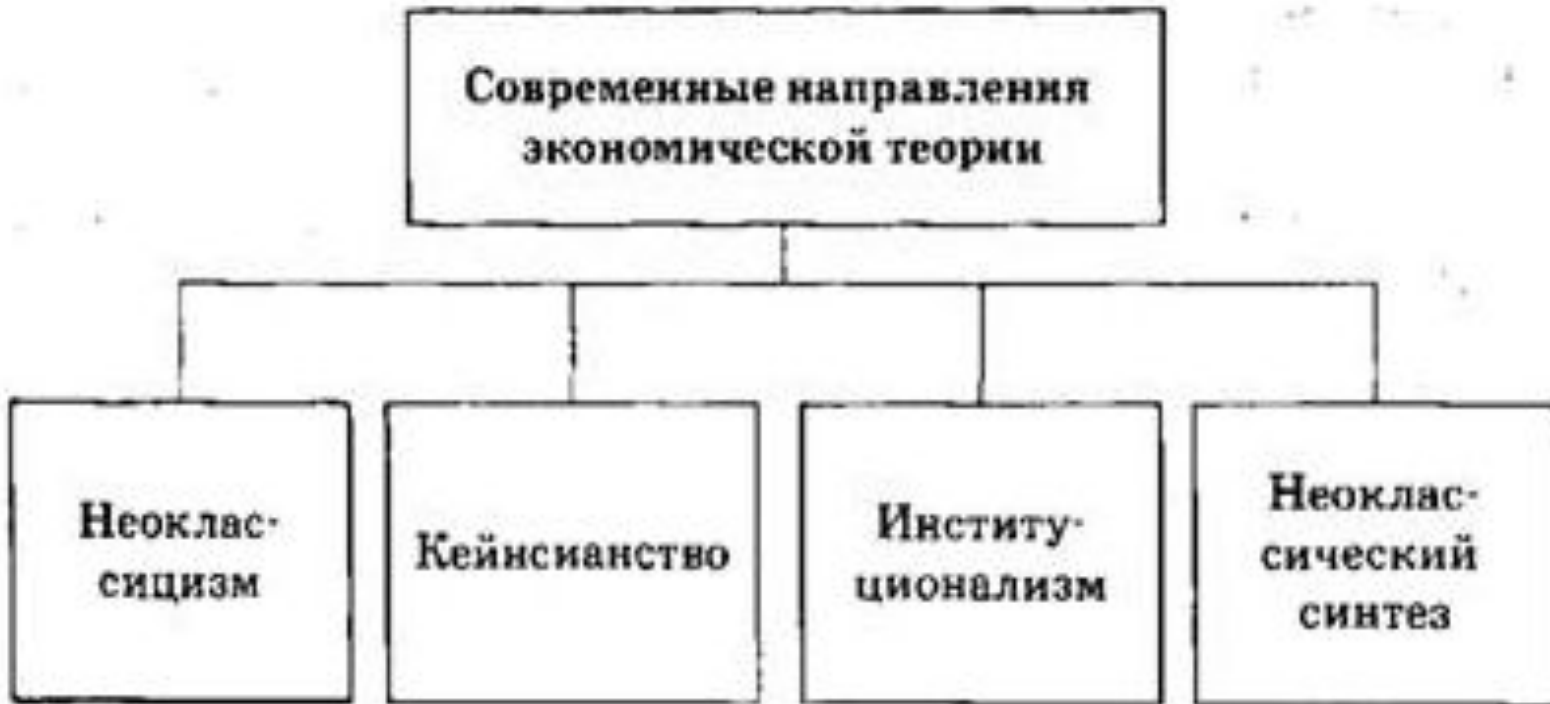 Современные направления
экономической теории
Неоклас-
сицизм
Кейнсианство
Институ-
ционализм
Неоклас-
сический
синтез